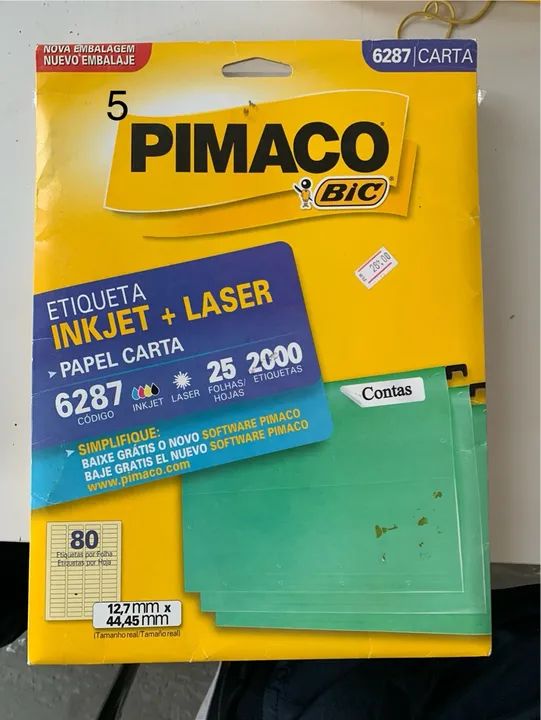 NOVA EMBALAGEM
NUEVO EMBALAJE
6287 CARTA
5
PIMACO
BIC
ETIQUETA
INKJET + LASER
PAPEL CARTA
6287
CÓDIGO
INKJET
LASER
25
FOLHAS/
HOJAS
2000
ETIQUETAS
SIMPLIFIQUE:
BAIXE GRÁTIS O NOVO SOFTWARE PIMACO
BAJE GRATIS EL NUEVO SOFTWARE PIMACO
www.pimaco.com
Contas
80
Etiquetas por Folha
Etiquetas por Hoja
12,7 mm x
44,45 mm
(Tamanho real/Tamaño real)